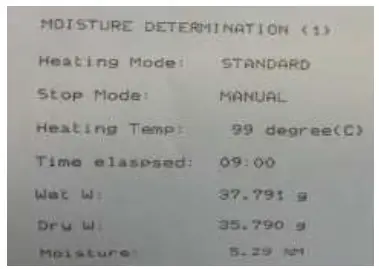 MOISTURE DETERMINATION (1)
Heating Mode: STANDARD
Stop Mode: MANUAL
Heating Temp: 99 degree(C)
Time elaspsed: 09:00
Wet W: 37.791 g
Dry W: 35.790 g
Moisture: 5.29 %M